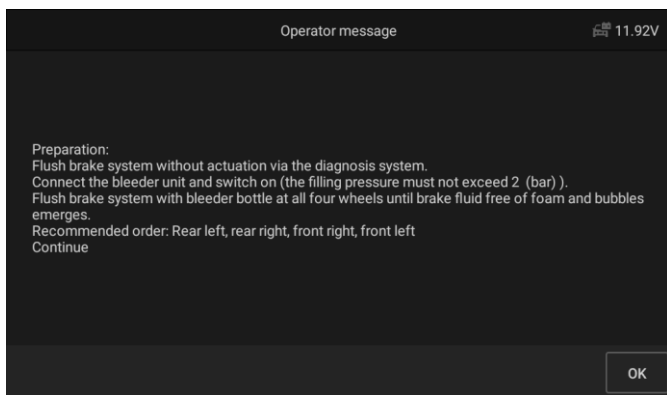 Operator message
11.92V
Preparation:
Flush brake system without actuation via the diagnosis system.
Connect the bleeder unit and switch on (the filling pressure must not exceed 2  (bar) ).
Flush brake system with bleeder bottle at all four wheels until brake fluid free of foam and bubbles
emerges.
Recommended order: Rear left, rear right, front right, front left
Continue
OK